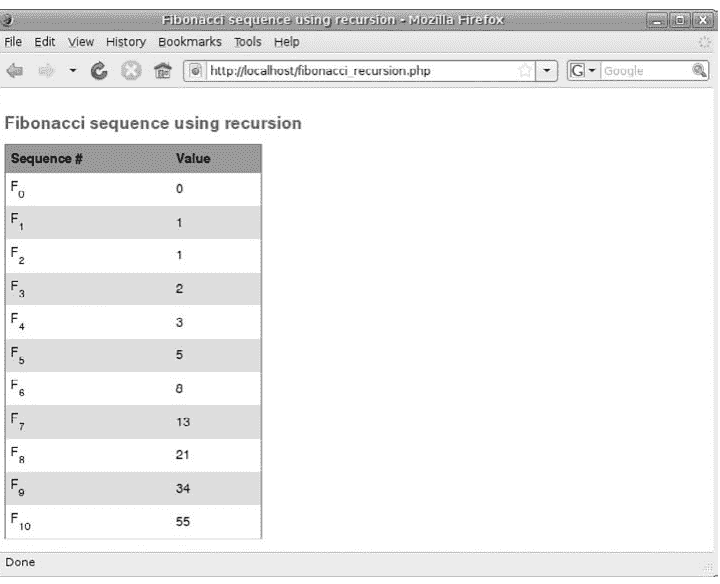 Fibonacci sequence using recursion - Mozilla Firefox
File Edit View History Bookmarks Tools Help
http://localhost/fibonacci_recursion.php G Google
Fibonacci sequence using recursion
Sequence # Value
F0 0
F1 1
F2 1
F3 2
F4 3
F5 5
F6 8
F7 13
F8 21
F9 34
F10 55
Done